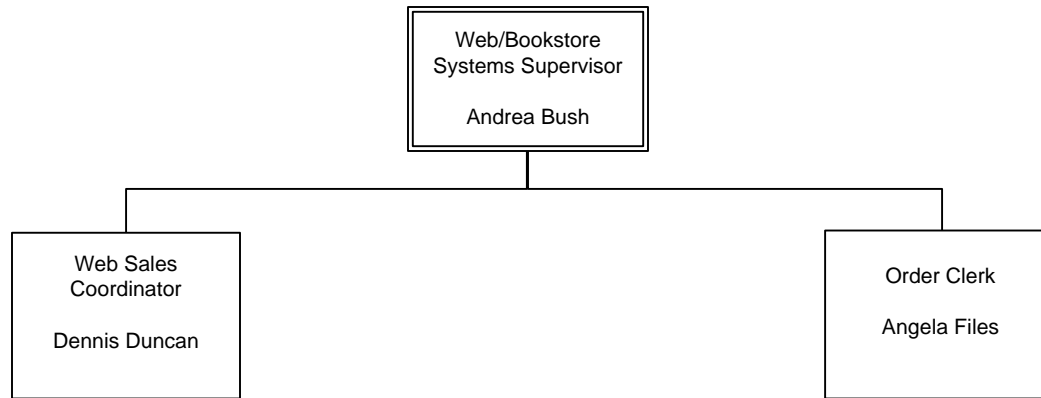 Web/Bookstore
Systems Supervisor
Andrea Bush
Web Sales
Coordinator
Dennis Duncan
Order Clerk
Angela Files